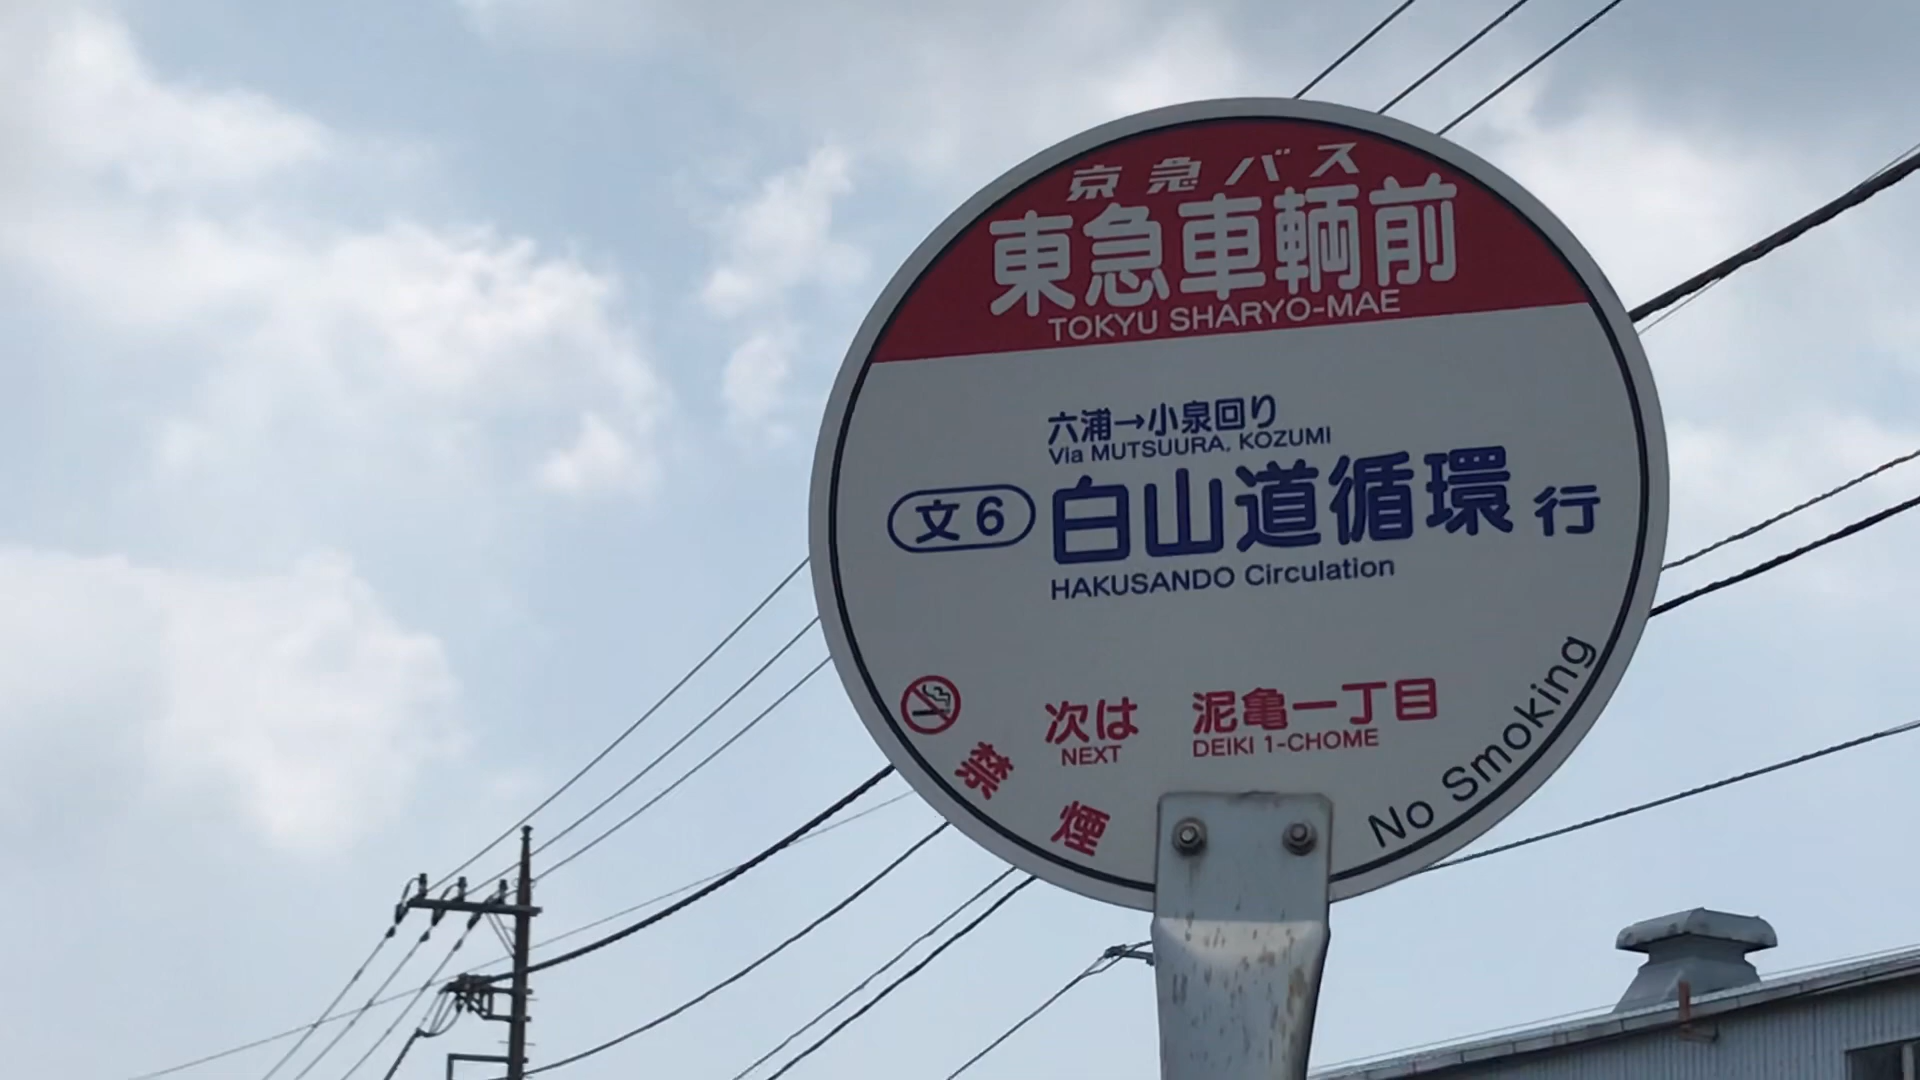 京急バス
東急車輌前
TOKYU SHARYO-MAE
六浦→小泉回り
Via MUTSUURA, KOZUMI
文6 白山道循環 行
HAKUSANDO Circulation
次は 泥亀一丁目
NEXT DEIKI 1-CHOME
禁煙
No Smoking